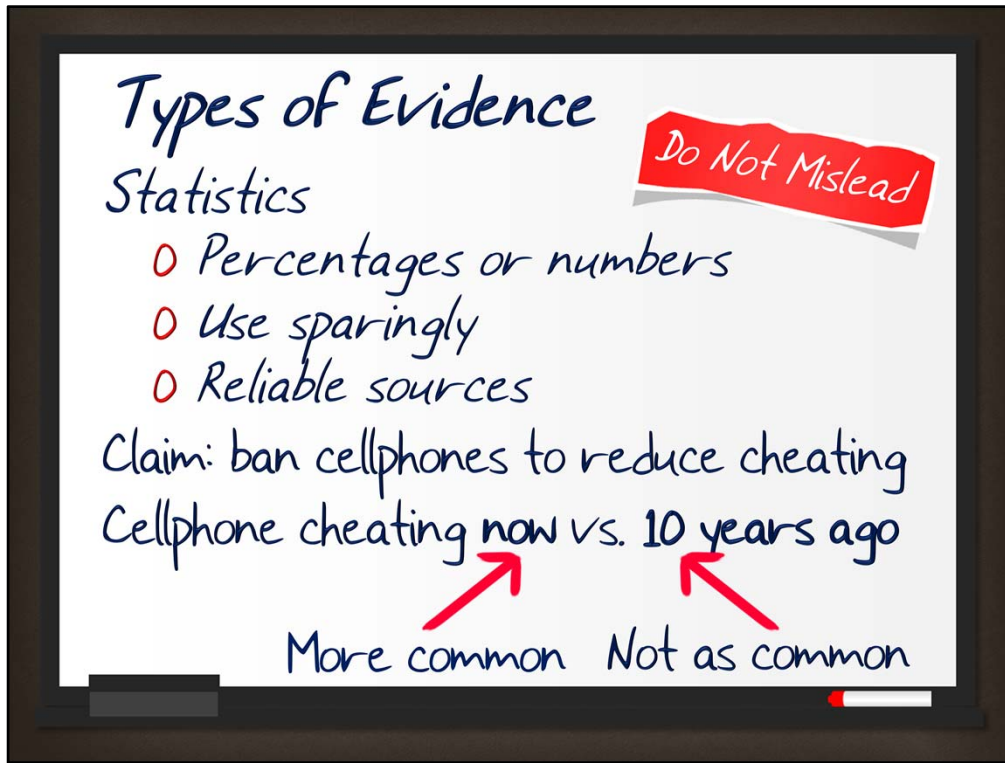 Types of Evidence
Do Not Mislead
Statistics
o Percentages or numbers
o Use sparingly
o Reliable sources
Claim: ban cellphones to reduce cheating
Cellphone cheating now vs. 10 years ago
More common Not as common